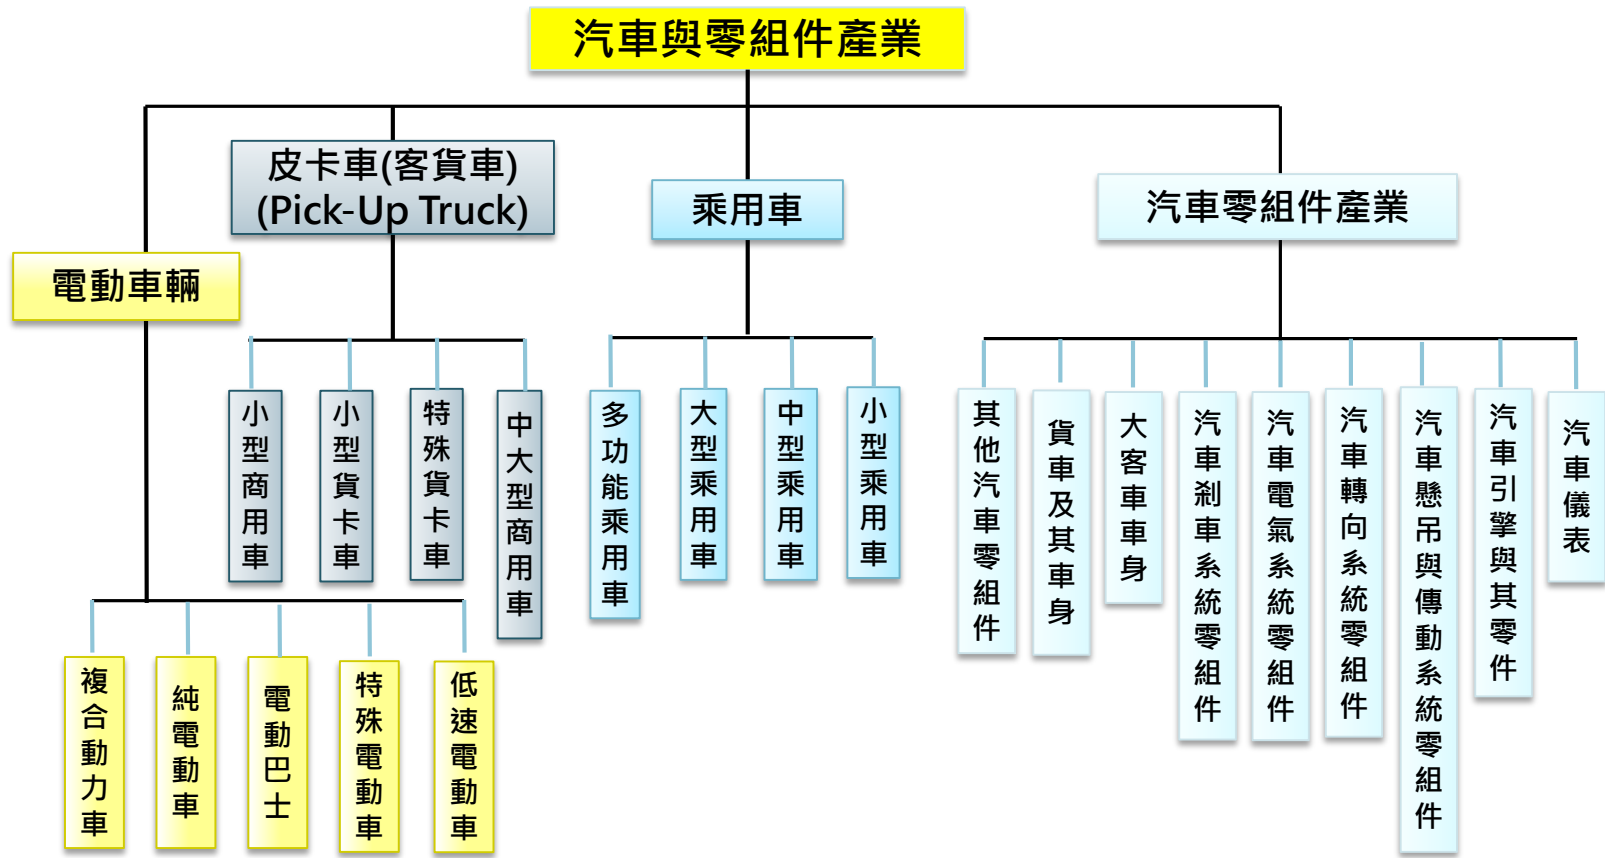 汽車與零組件產業
皮卡車(客貨車)
(Pick-Up Truck)
乘用車
汽車零組件產業
電動車輛
小型商用車
小型貨卡車
特殊貨卡車
中大型商用車
多功能乘用車
大型乘用車
中型乘用車
小型乘用車
其他汽車零組件
貨車及其車身
大客車車身
汽車剎車系統零組件
汽車電氣系統零組件
汽車轉向系統零組件
汽車懸吊與傳動系統零組件
汽車引擎與其零件
汽車儀表
複合動力車
純電動車
電動巴士
特殊電動車
低速電動車